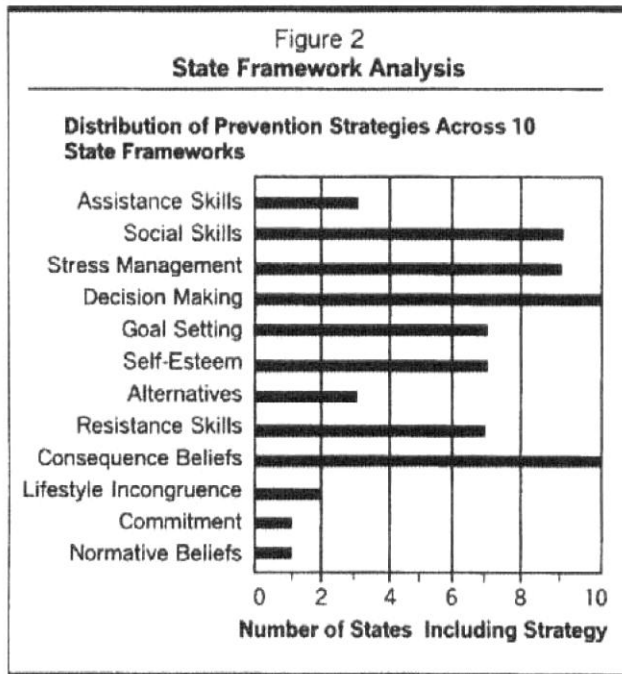 Figure 2
State Framework Analysis
Distribution of Prevention Strategies Across 10
State Frameworks
Assistance Skills
Social Skills
Stress Management
Decision Making
Goal Setting
Self-Esteem
Alternatives
Resistance Skills
Consequence Beliefs
Lifestyle Incongruence
Commitment
Normative Beliefs
0 2 4 6 8 10
Number of States Including Strategy